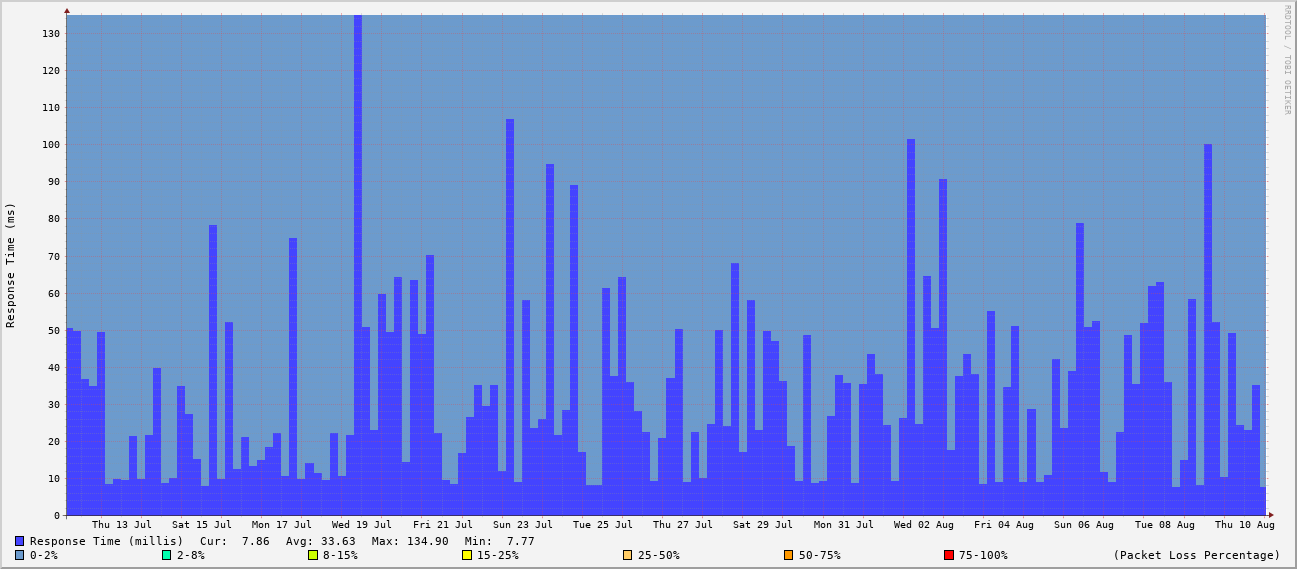 RRDTOOL / TOBI OETIKER
Response Time (ms)
130
120
110
100
90
80
70
60
50
40
30
20
10
0
Thu 13 Jul Sat 15 Jul Mon 17 Jul Wed 19 Jul Fri 21 Jul Sun 23 Jul Tue 25 Jul Thu 27 Jul Sat 29 Jul Mon 31 Jul Wed 02 Aug Fri 04 Aug Sun 06 Aug Tue 08 Aug Thu 10 Aug
Response Time (millis) Cur: 7.86 Avg: 33.63 Max: 134.90 Min: 7.77
0-2% 2-8% 8-15% 15-25% 25-50% 50-75% 75-100% (Packet Loss Percentage)